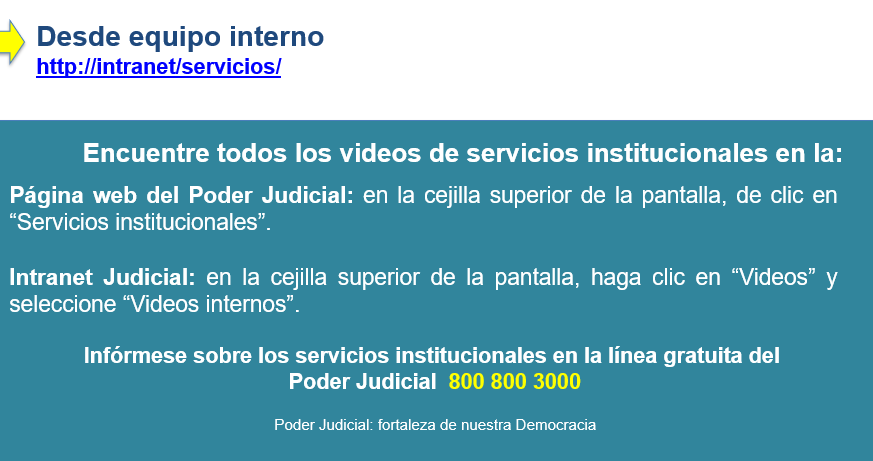 Desde equipo interno
http://intranet/servicios/
Encuentre todos los videos de servicios institucionales en la:
Página web del Poder Judicial: en la cejilla superior de la pantalla, de clic en
“Servicios institucionales”.
Intranet Judicial: en la cejilla superior de la pantalla, haga clic en “Videos” y
seleccione “Videos internos”.
Infórmese sobre los servicios institucionales en la línea gratuita del
Poder Judicial 800 800 3000
Poder Judicial: fortaleza de nuestra Democracia